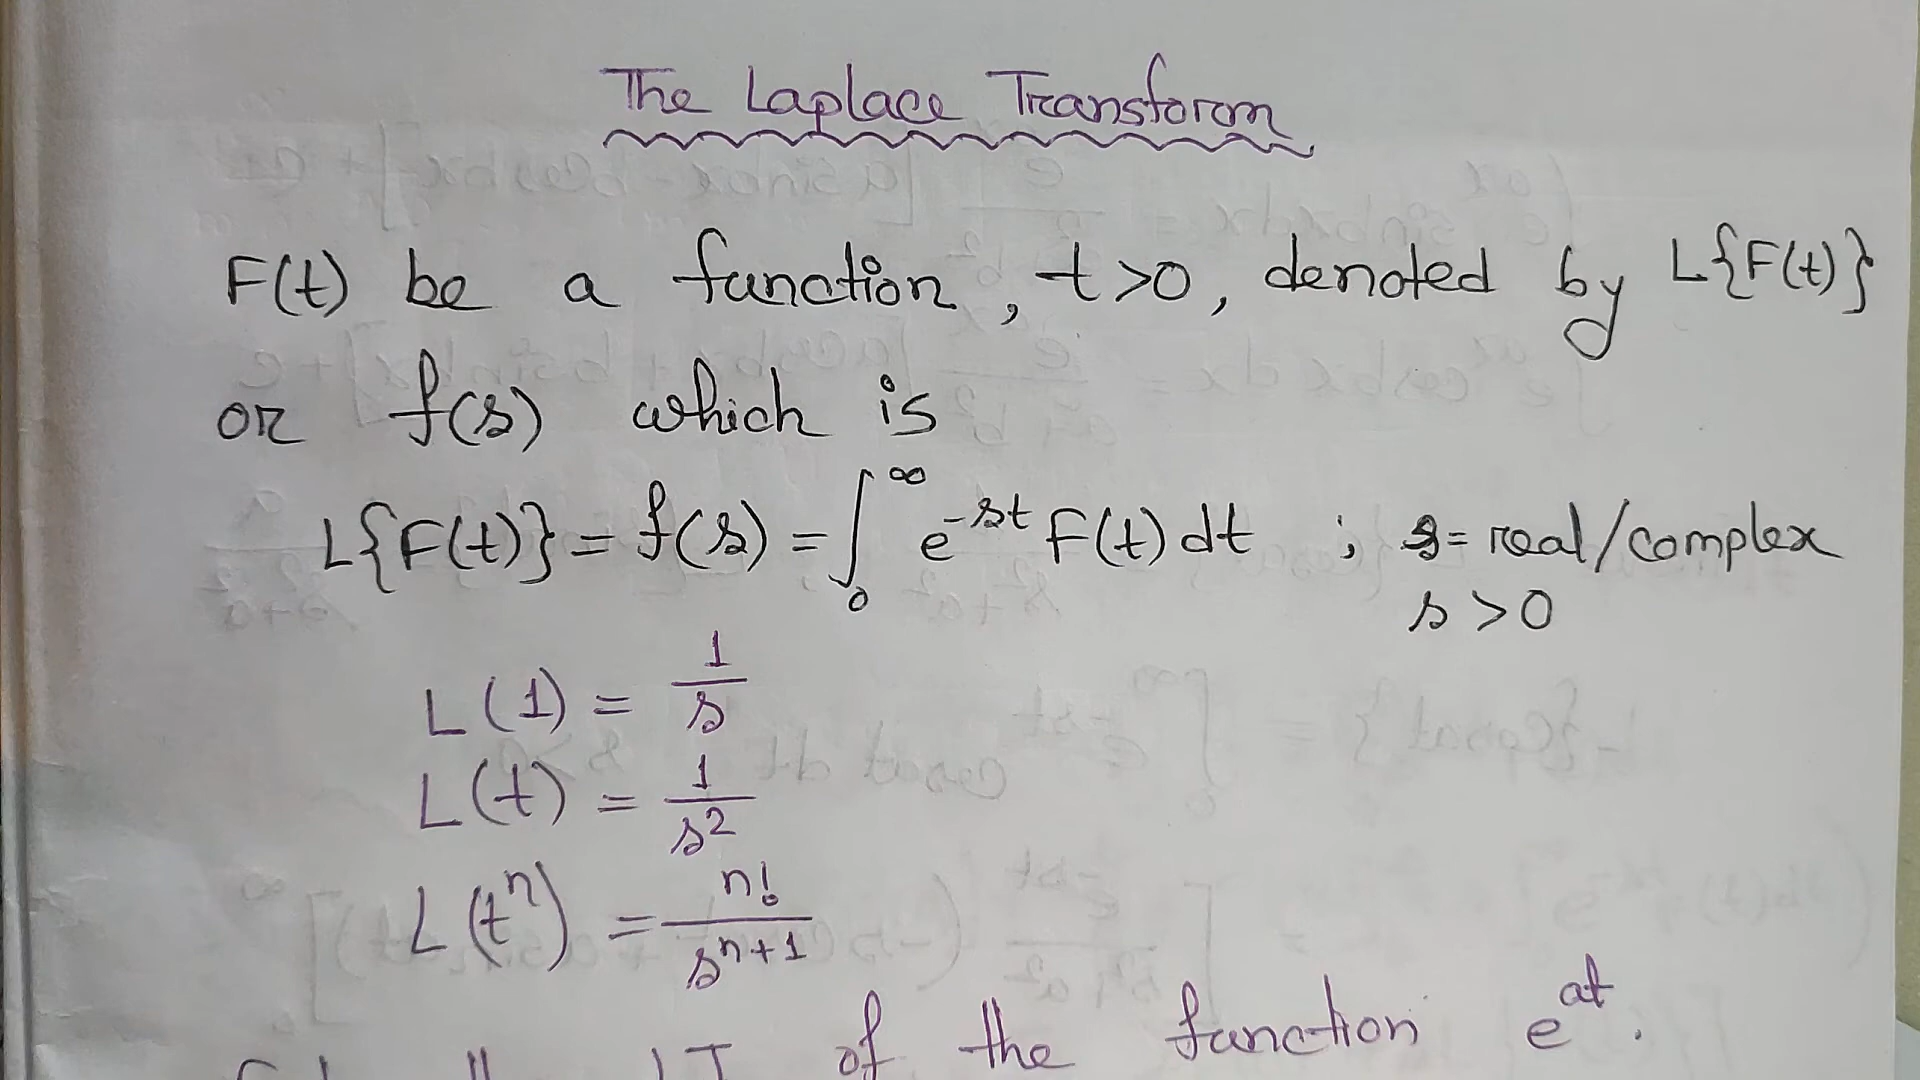 The Laplace Transform
F(t) be a function, t>0, denoted by L{F(t)}
or f(s) which is
L{F(t)} = f(s) = ∫₀^∞ e^{-st} F(t) dt ; s = real/complex
s > 0
L(1) = 1/s
L(t) = 1/s²
L(tⁿ) = n!/s^{n+1}
LT of the function e^{at}.